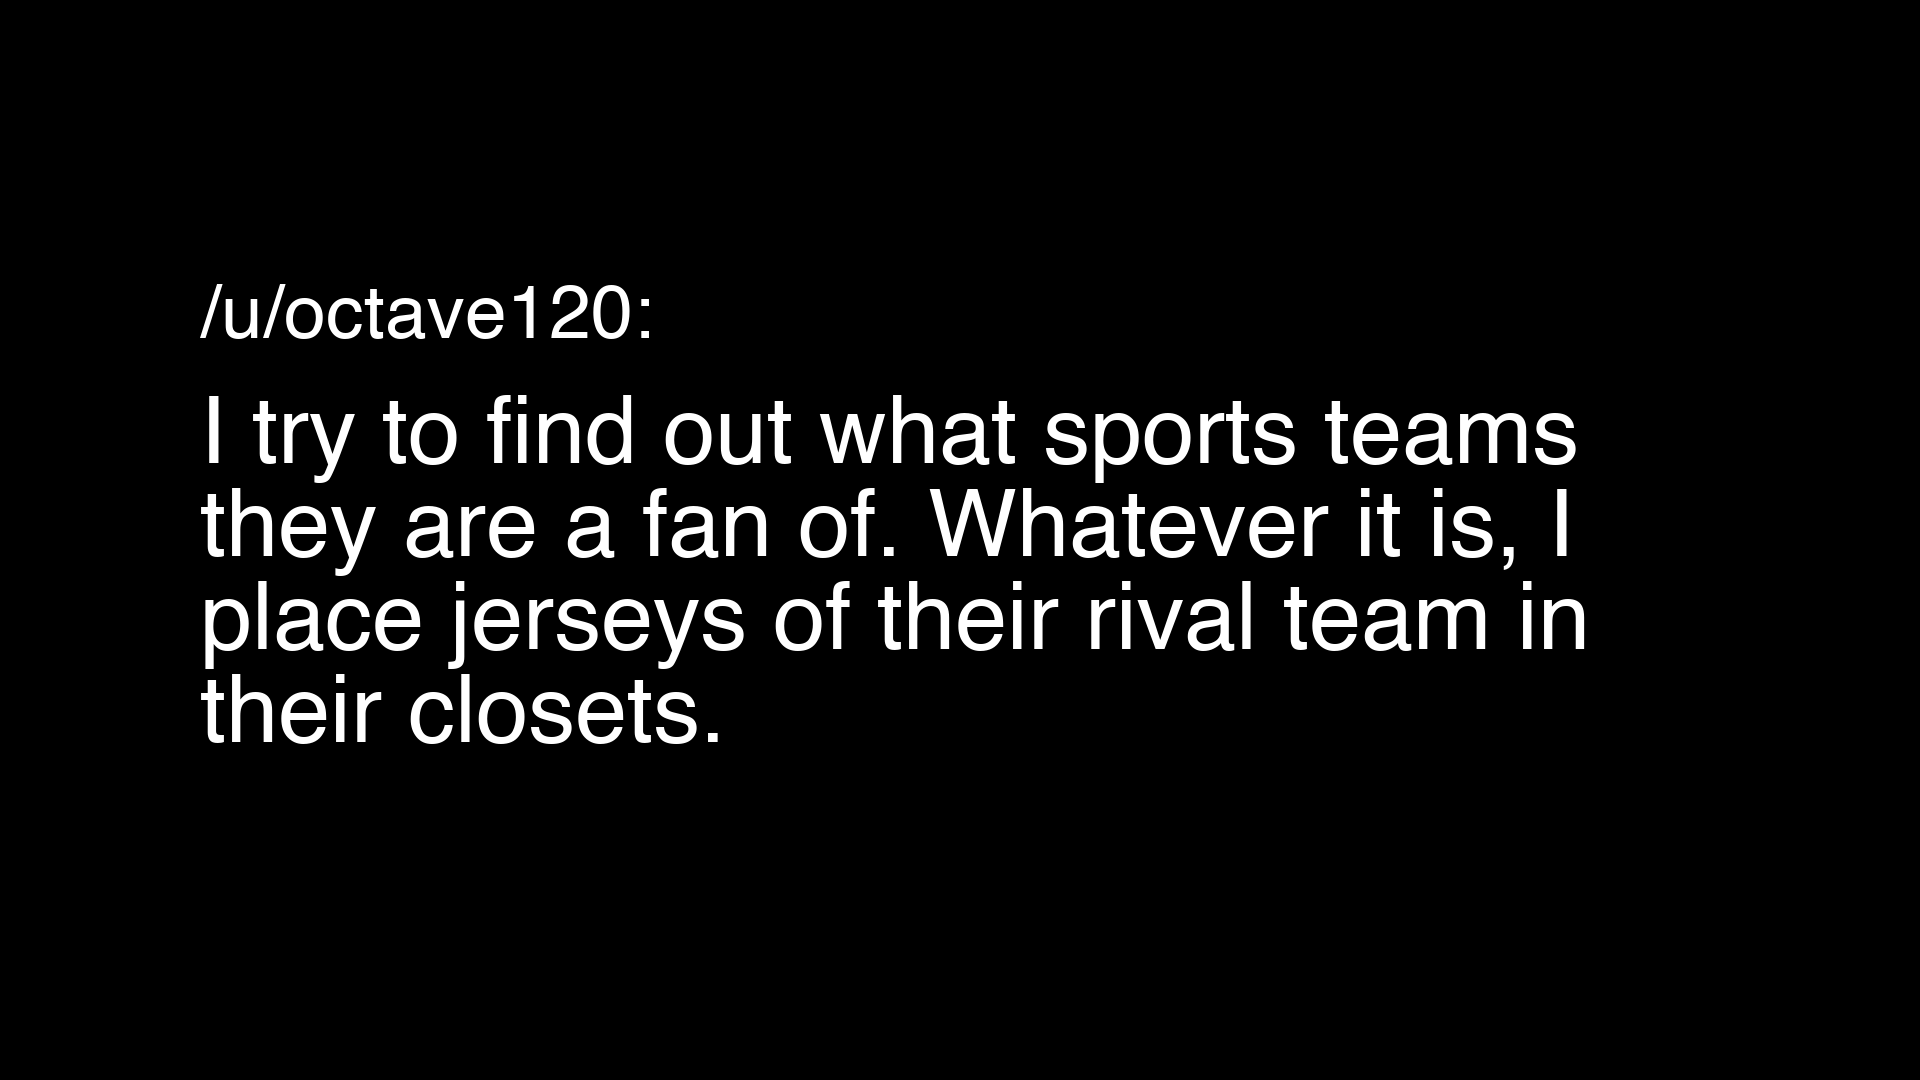 /u/octave120:
I try to find out what sports teams
they are a fan of. Whatever it is, I
place jerseys of their rival team in
their closets.